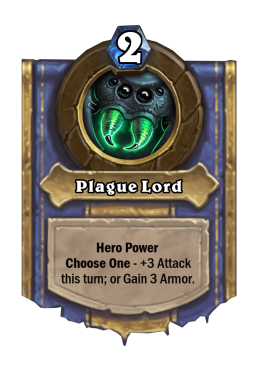 2
Plague Lord
Hero Power
Choose One - +3 Attack
this turn; or Gain 3 Armor.